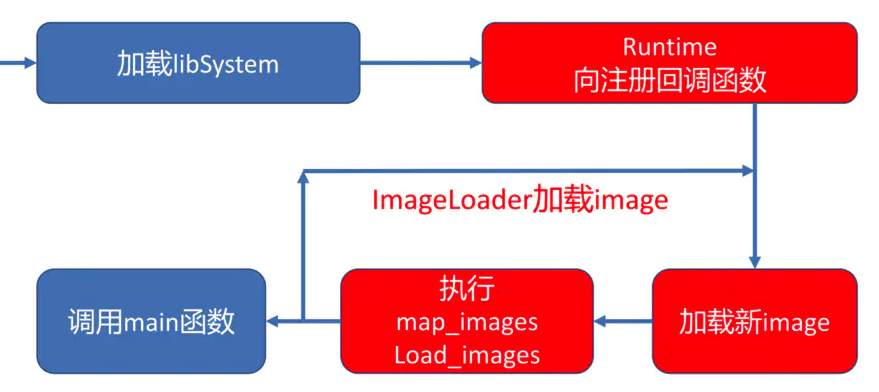 加载libSystem
Runtime
向注册回调函数
ImageLoader加载image
调用main函数
执行
map_images
Load_images
加载新image